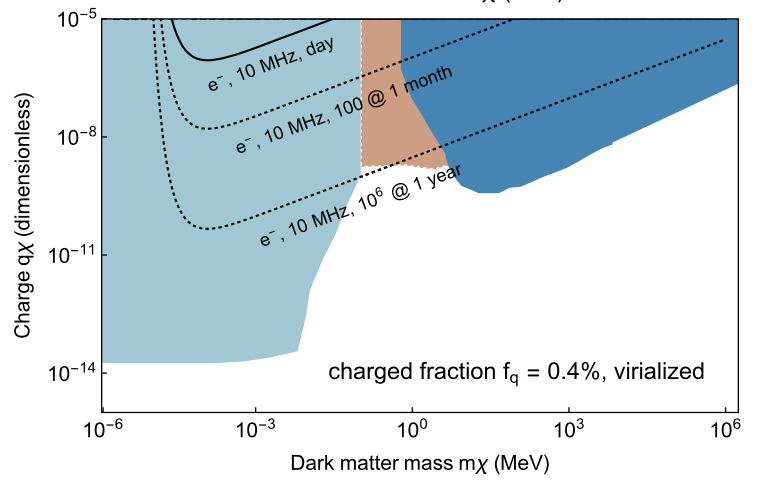 10⁻⁵
10⁻⁸
10⁻¹¹
10⁻¹⁴
Charge qχ (dimensionless)
e⁻, 10 MHz, day
e⁻, 10 MHz, 100 @ 1 month
e⁻, 10 MHz, 10⁶ @ 1 year
charged fraction f_q = 0.4%, virialized
10⁻⁶ 10⁻³ 10⁰ 10³ 10⁶
Dark matter mass mχ (MeV)